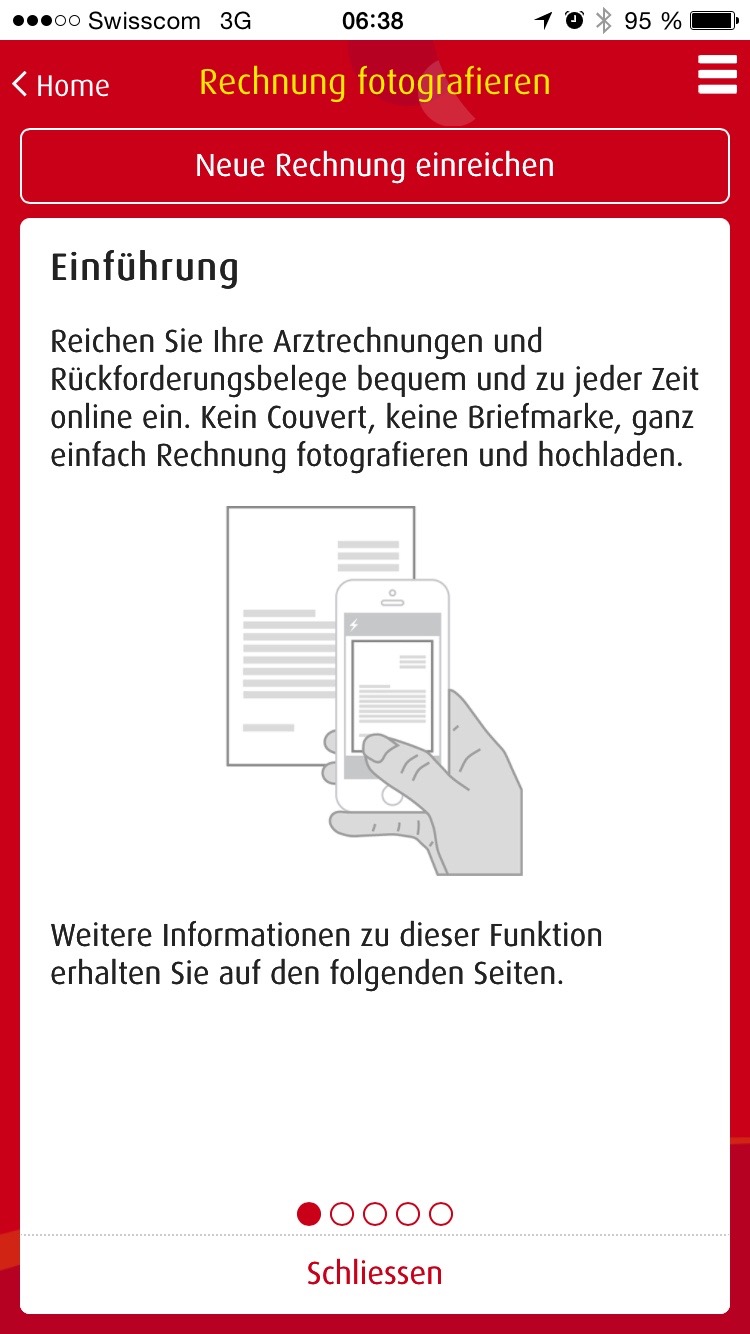 Swisscom 3G 06:38 95 %
Home Rechnung fotografieren
Neue Rechnung einreichen
Einführung
Reichen Sie Ihre Arztrechnungen und
Rückforderungsbelege bequem und zu jeder Zeit
online ein. Kein Couvert, keine Briefmarke, ganz
einfach Rechnung fotografieren und hochladen.
Weitere Informationen zu dieser Funktion
erhalten Sie auf den folgenden Seiten.
Schliessen